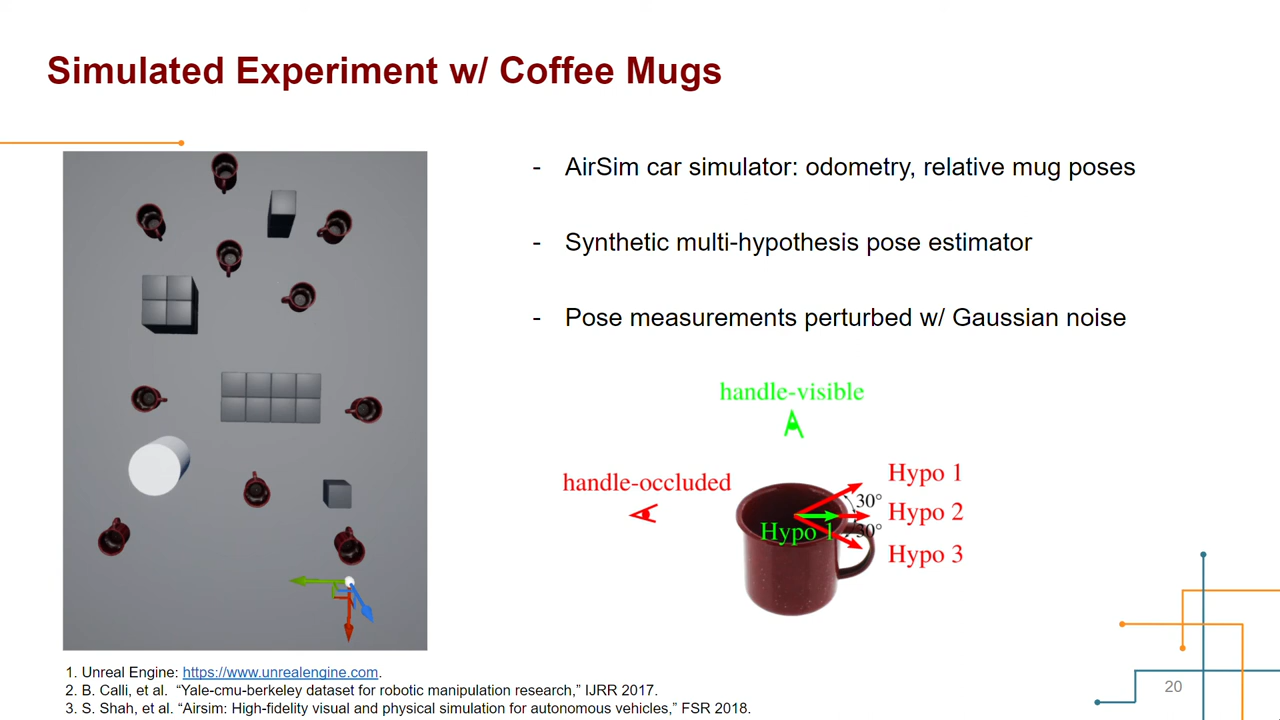 Simulated Experiment w/ Coffee Mugs
- AirSim car simulator: odometry, relative mug poses
- Synthetic multi-hypothesis pose estimator
- Pose measurements perturbed w/ Gaussian noise
handle-visible
handle-occluded
Hypo 1
30°
Hypo 2
Hypo 1
30°
Hypo 3
1. Unreal Engine: https://www.unrealengine.com.
2. B. Calli, et al. “Yale-cmu-berkeley dataset for robotic manipulation research,” IJRR 2017.
3. S. Shah, et al. “Airsim: High-fidelity visual and physical simulation for autonomous vehicles,” FSR 2018.
20